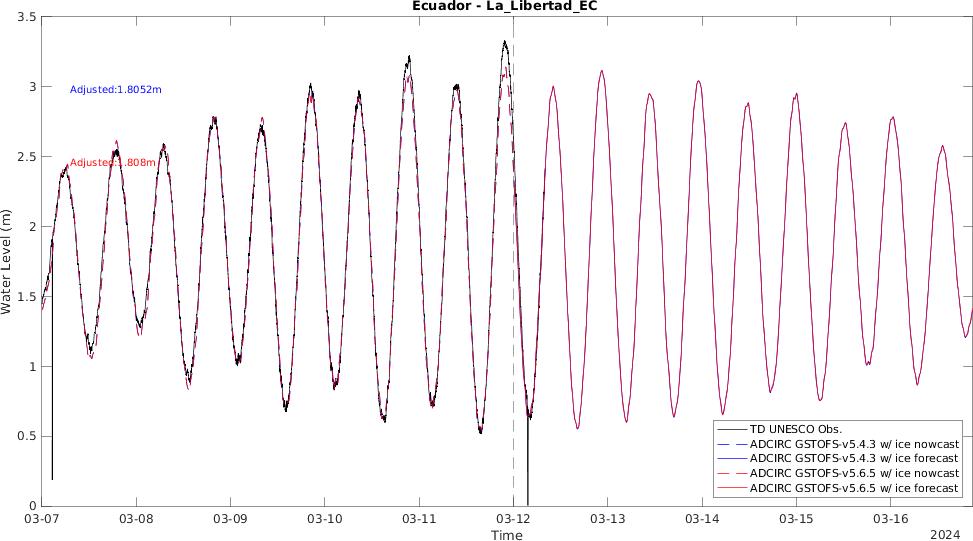 Ecuador - La_Libertad_EC
3.5
3
2.5
2
1.5
1
0.5
0
Water Level (m)
Adjusted:1.8052m
Adjusted:1.808m
TD UNESCO Obs.
ADCIRC GSTOFS-v5.4.3 w/ ice nowcast
ADCIRC GSTOFS-v5.4.3 w/ ice forecast
ADCIRC GSTOFS-v5.6.5 w/ ice nowcast
ADCIRC GSTOFS-v5.6.5 w/ ice forecast
03-07 03-08 03-09 03-10 03-11 03-12 03-13 03-14 03-15 03-16
Time
2024